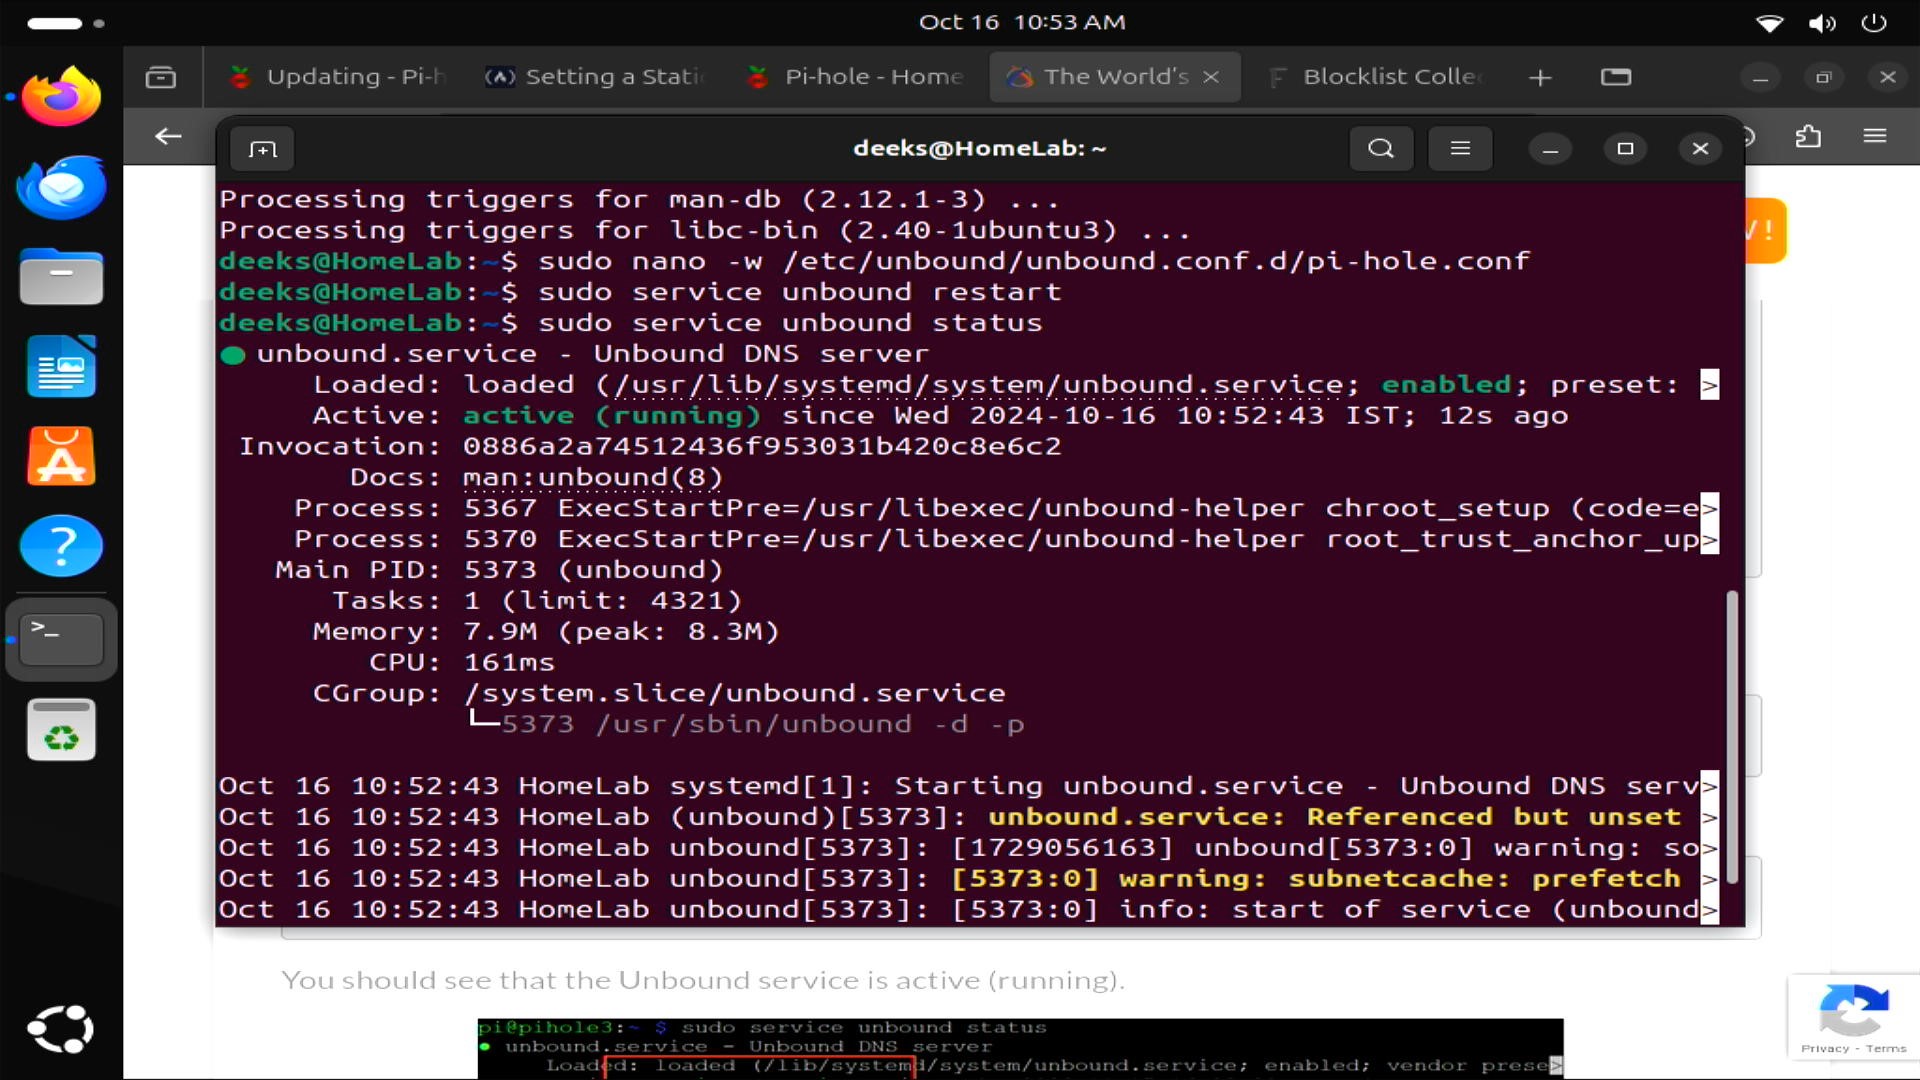 Oct 16 10:53 AM
Updating - Pi-h
Setting a Stati
Pi-hole - Home
The World's
Blocklist Colle
deeks@HomeLab: ~
Processing triggers for man-db (2.12.1-3) ...
Processing triggers for libc-bin (2.40-1ubuntu3) ...
deeks@HomeLab:~$ sudo nano -w /etc/unbound/unbound.conf.d/pi-hole.conf
deeks@HomeLab:~$ sudo service unbound restart
deeks@HomeLab:~$ sudo service unbound status
● unbound.service - Unbound DNS server
Loaded: loaded (/usr/lib/systemd/system/unbound.service; enabled; preset: >
Active: active (running) since Wed 2024-10-16 10:52:43 IST; 12s ago
Invocation: 0886a2a74512436f953031b420c8e6c2
Docs: man:unbound(8)
Process: 5367 ExecStartPre=/usr/libexec/unbound-helper chroot_setup (code=e>
Process: 5370 ExecStartPre=/usr/libexec/unbound-helper root_trust_anchor_up>
Main PID: 5373 (unbound)
Tasks: 1 (limit: 4321)
Memory: 7.9M (peak: 8.3M)
CPU: 161ms
CGroup: /system.slice/unbound.service
└─5373 /usr/sbin/unbound -d -p
Oct 16 10:52:43 HomeLab systemd[1]: Starting unbound.service - Unbound DNS serv>
Oct 16 10:52:43 HomeLab (unbound)[5373]: unbound.service: Referenced but unset >
Oct 16 10:52:43 HomeLab unbound[5373]: [1729056163] unbound[5373:0] warning: so>
Oct 16 10:52:43 HomeLab unbound[5373]: [5373:0] warning: subnetcache: prefetch >
Oct 16 10:52:43 HomeLab unbound[5373]: [5373:0] info: start of service (unbound>
You should see that the Unbound service is active (running).
pi@pihole3:~ $ sudo service unbound status
● unbound.service - Unbound DNS server
Loaded: loaded (/lib/systemd/system/unbound.service; enabled; vendor prese>
Privacy - Terms